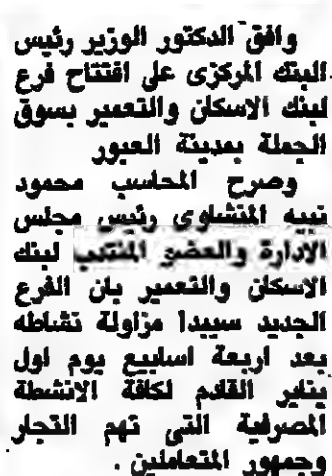 وافق الدكتور الوزير رئيس
البنك المركزى على افتتاح فرع
لبنك الاسكان والتعمير بسوق
الجملة بمدينة العبور
وصرح المحاسب محمود
نبيه المنشاوى رئيس مجلس
الادارة والعضو المنتدب لبنك
الاسكان والتعمير بان الفرع
الجديد سيبدا مزاولة نشاطه
بعد اربعة اسابيع يوم اول
يناير القادم لكافة الانشطة
المصرفية التى تهم التجار
وجمهور المتعاملين .